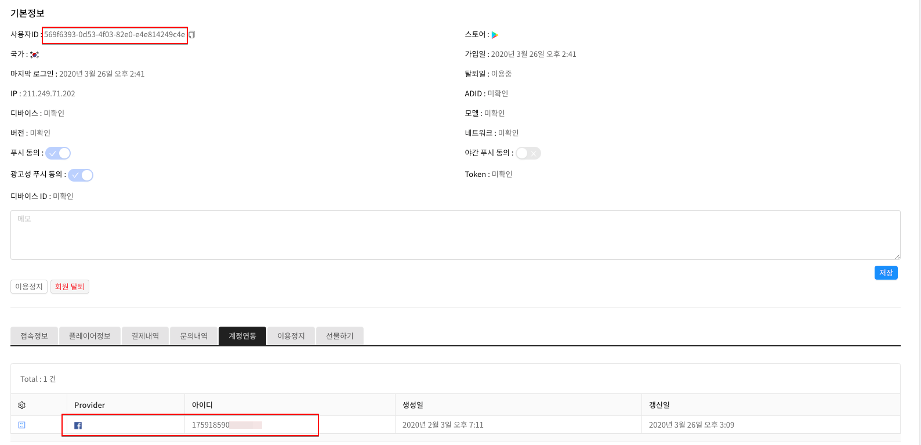 기본정보
사용자ID : 569f6393-0d53-4f03-82e0-e4e814249c4e
스토어 :
국가 :
가입일 : 2020년 3월 26일 오후 2:41
마지막 로그인 : 2020년 3월 26일 오후 2:41
탈퇴일 : 이용중
IP : 211.249.71.202
ADID : 미확인
디바이스 : 미확인
모델 : 미확인
버전 : 미확인
네트워크 : 미확인
푸시 동의 :
야간 푸시 동의 :
광고성 푸시 동의 :
Token : 미확인
디바이스 ID : 미확인
메모
저장
이용정지 회원 탈퇴
접속정보 플레이어정보 결제내역 문의내역 계정연동 이용정지 선물하기
Total : 1 건
Provider 아이디 생성일 갱신일
175918590 2020년 2월 3일 오후 7:11 2020년 3월 26일 오후 3:09